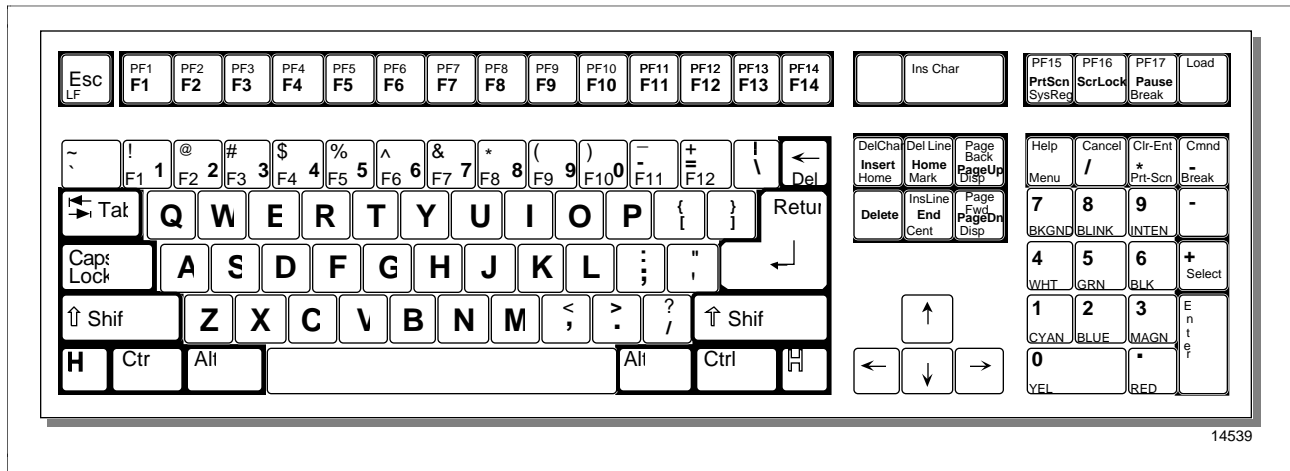 Esc LF PF1 F1 PF2 F2 PF3 F3 PF4 F4 PF5 F5 PF6 F6 PF7 F7 PF8 F8 PF9 F9 PF10 F10 PF11 F11 PF12 F12 PF13 F13 PF14 F14
Ins Char
PF15 PrtScn SysReq PF16 ScrLock PF17 Pause Break Load
~ ` ! F1 1 @ F2 2 # F3 3 $ F4 4 % F5 5 ^ F6 6 & F7 7 * F8 8 ( F9 9 ) F10 0 _ - F11 + = F12 | \ ← Del
DelChar Insert Home Del Line Home Mark Page Back PageUp Disp
Help Menu Cancel / Clr-Ent * Prt-Scn Cmnd - Break
Tab Q W E R T Y U I O P { [ } ] Retur
Delete InsLine End Cent Page Fwd PageDn Disp
7 BKGND 8 BLINK 9 INTEN -
Caps Lock A S D F G H J K L : ; " '
4 WHT 5 GRN 6 BLK + Select
⇧ Shif Z X C V B N M < , > . ? / ⇧ Shif
↑
1 CYAN 2 BLUE 3 MAGN Enter
H Ctr Alt Alt Ctrl H
← ↓ →
0 YEL . RED
14539